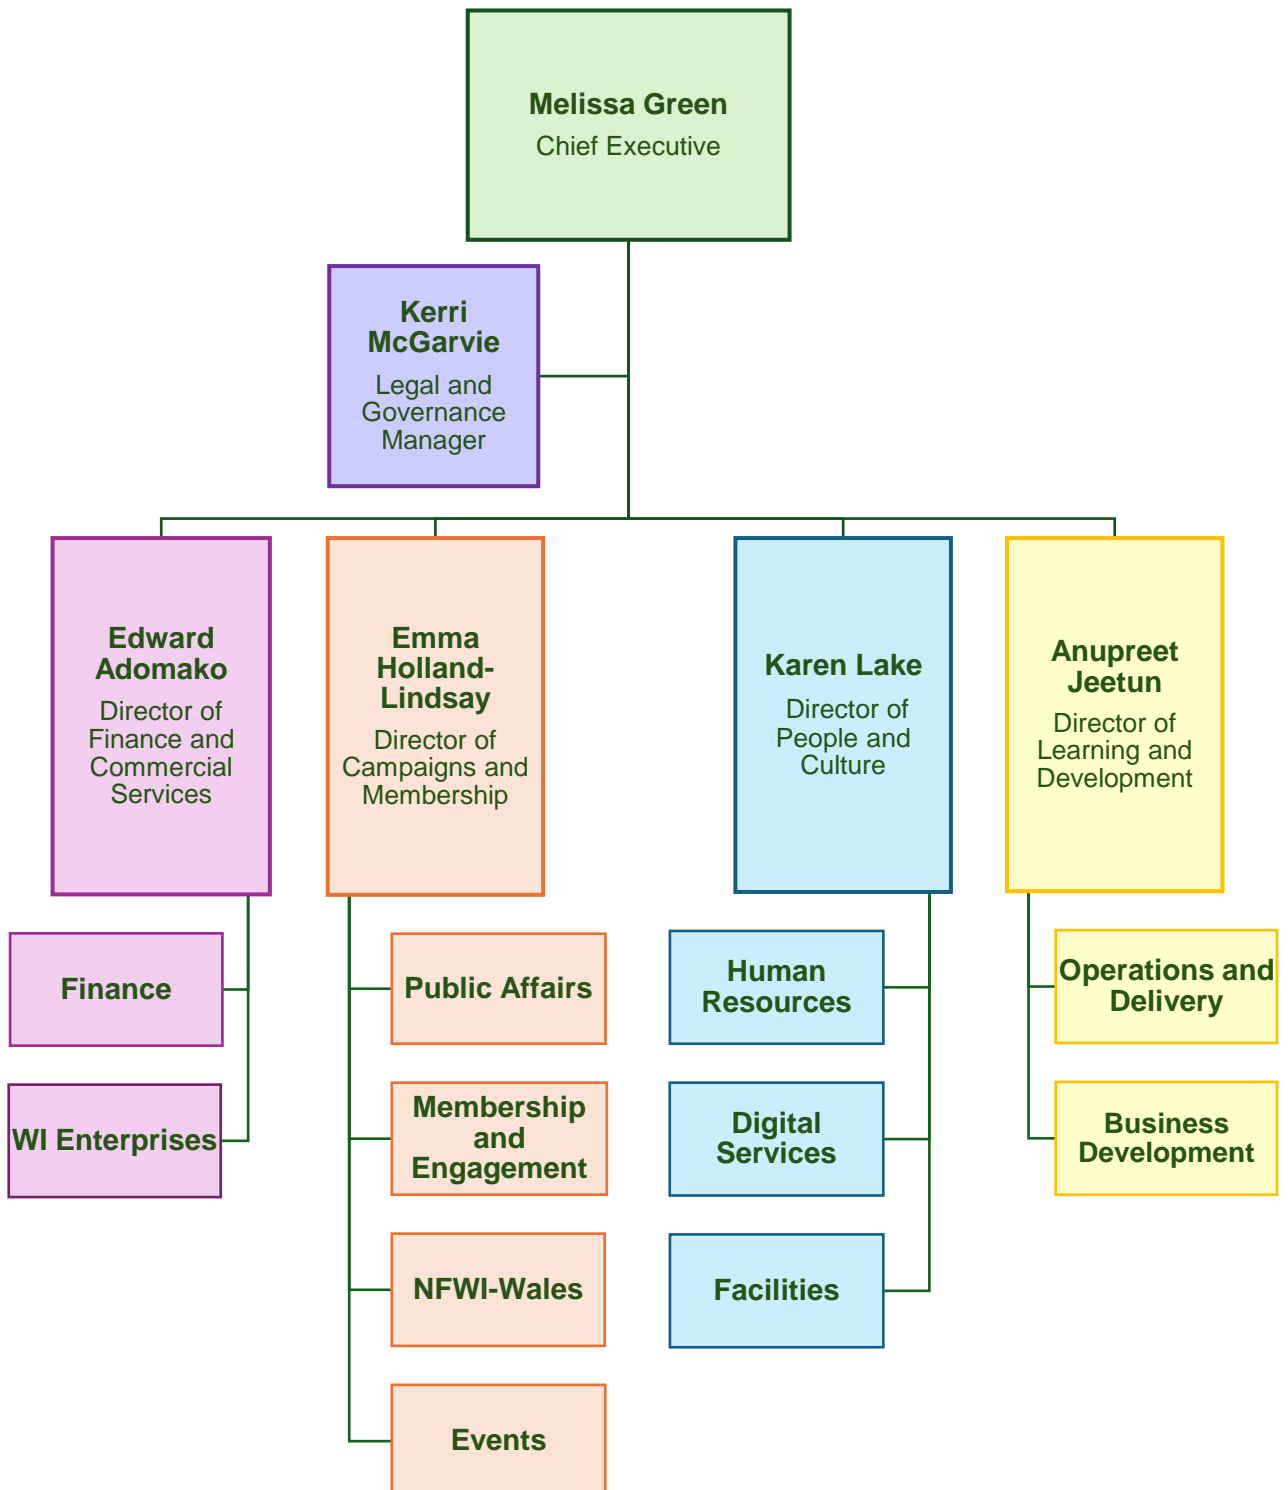 Melissa Green
Chief Executive
Kerri
McGarvie
Legal and
Governance
Manager
Edward
Adomako
Director of
Finance and
Commercial
Services
Emma
Holland-
Lindsay
Director of
Campaigns and
Membership
Karen Lake
Director of
People and
Culture
Anupreet
Jeetun
Director of
Learning and
Development
Finance
WI Enterprises
Public Affairs
Membership
and
Engagement
NFWI-Wales
Events
Human
Resources
Digital
Services
Facilities
Operations and
Delivery
Business
Development